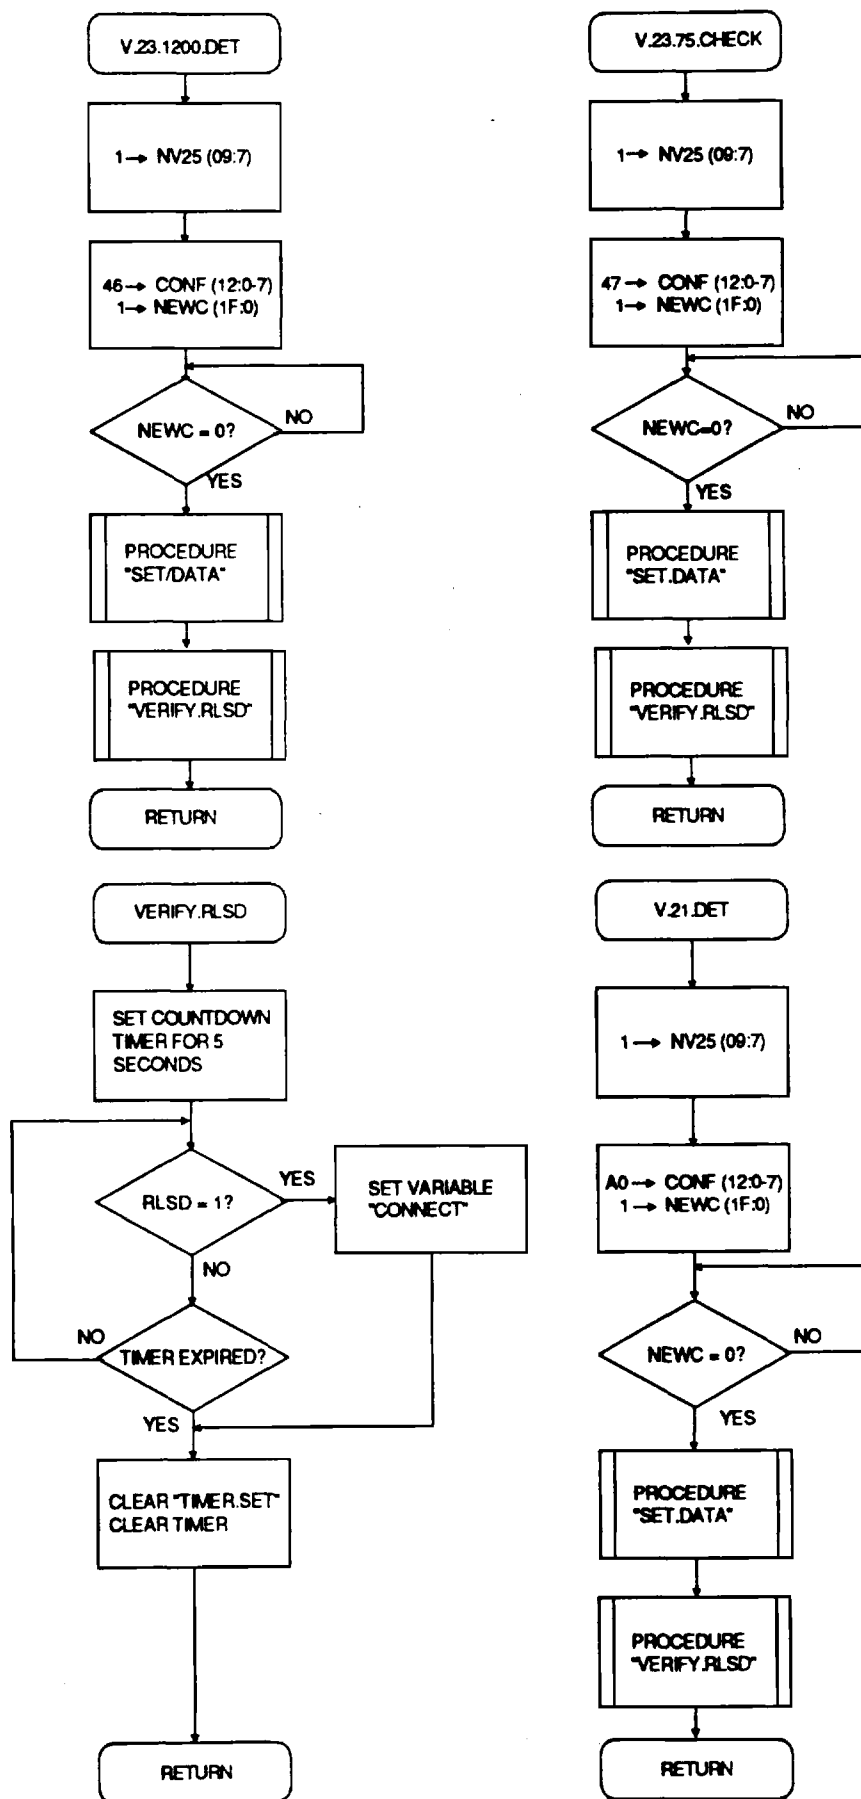 V.23.1200.DET
1→ NV25 (09:7)
46→ CONF (12:0-7)
1→ NEWC (1F:0)
NEWC = 0?
NO
YES
PROCEDURE
"SET/DATA"
PROCEDURE
"VERIFY.RLSD"
RETURN
V.23.75.CHECK
1→ NV25 (09:7)
47→ CONF (12:0-7)
1→ NEWC (1F:0)
NEWC=0?
NO
YES
PROCEDURE
"SET.DATA"
PROCEDURE
"VERIFY.RLSD"
RETURN
VERIFY.RLSD
SET COUNTDOWN
TIMER FOR 5
SECONDS
RLSD = 1?
YES
SET VARIABLE
"CONNECT"
NO
NO
TIMER EXPIRED?
YES
CLEAR "TIMER.SET"
CLEAR TIMER
RETURN
V.21.DET
1→ NV25 (09:7)
A0→ CONF (12:0-7)
1→ NEWC (1F:0)
NEWC = 0?
NO
YES
PROCEDURE
"SET.DATA"
PROCEDURE
"VERIFY.RLSD"
RETURN